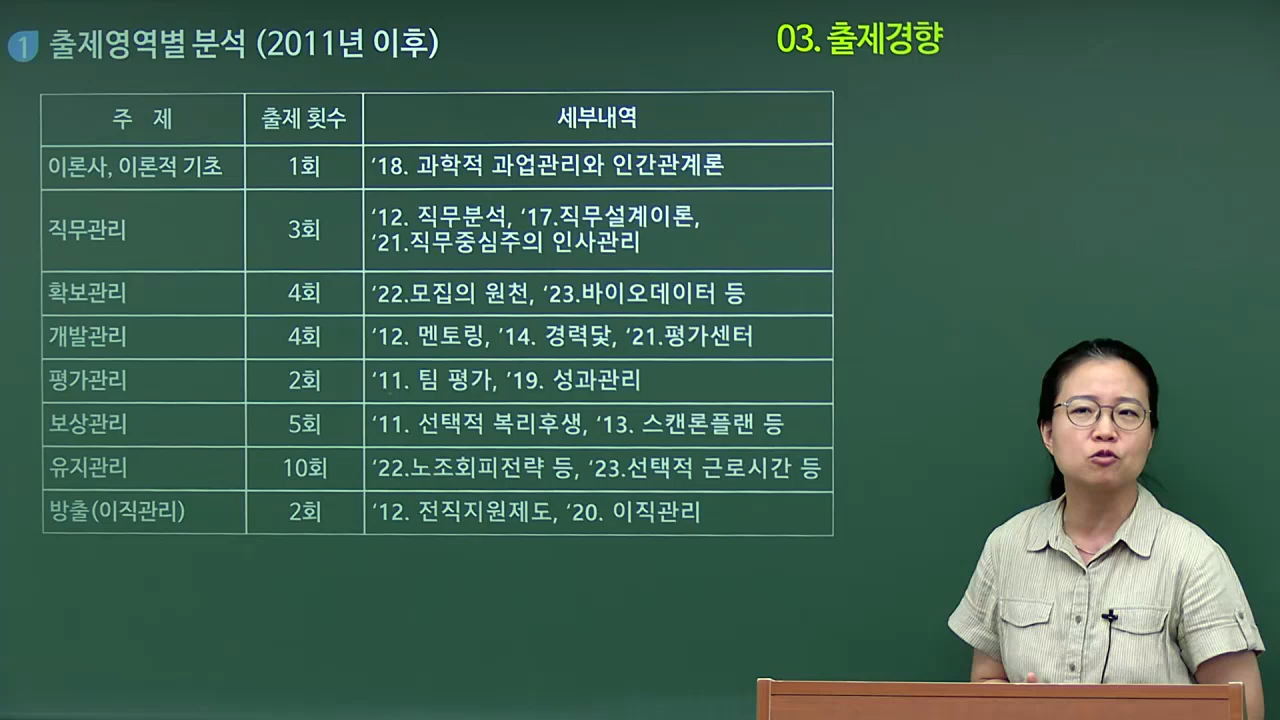 1 출제영역별 분석 (2011년 이후)
03. 출제경향
주 제 출제 횟수 세부내역
이론사, 이론적 기초 1회 ‘18. 과학적 과업관리와 인간관계론
직무관리 3회 ‘12. 직무분석, ‘17.직무설계이론,
‘21.직무중심주의 인사관리
확보관리 4회 ‘22.모집의 원천, ‘23.바이오데이터 등
개발관리 4회 ‘12. 멘토링, ’14. 경력닻, ‘21.평가센터
평가관리 2회 ‘11. 팀 평가, ’19. 성과관리
보상관리 5회 ‘11. 선택적 복리후생, ‘13. 스캔론플랜 등
유지관리 10회 ‘22.노조회피전략 등, ‘23.선택적 근로시간 등
방출(이직관리) 2회 ‘12. 전직지원제도, ‘20. 이직관리